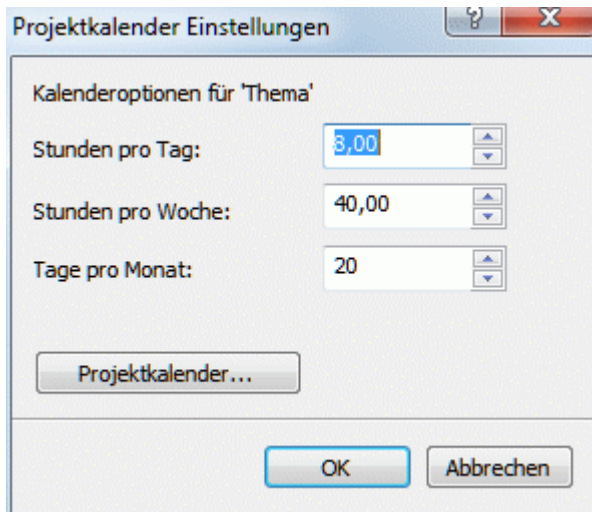 Projektkalender Einstellungen
?
X
Kalenderoptionen für 'Thema'
Stunden pro Tag: 8,00
Stunden pro Woche: 40,00
Tage pro Monat: 20
Projektkalender...
OK Abbrechen